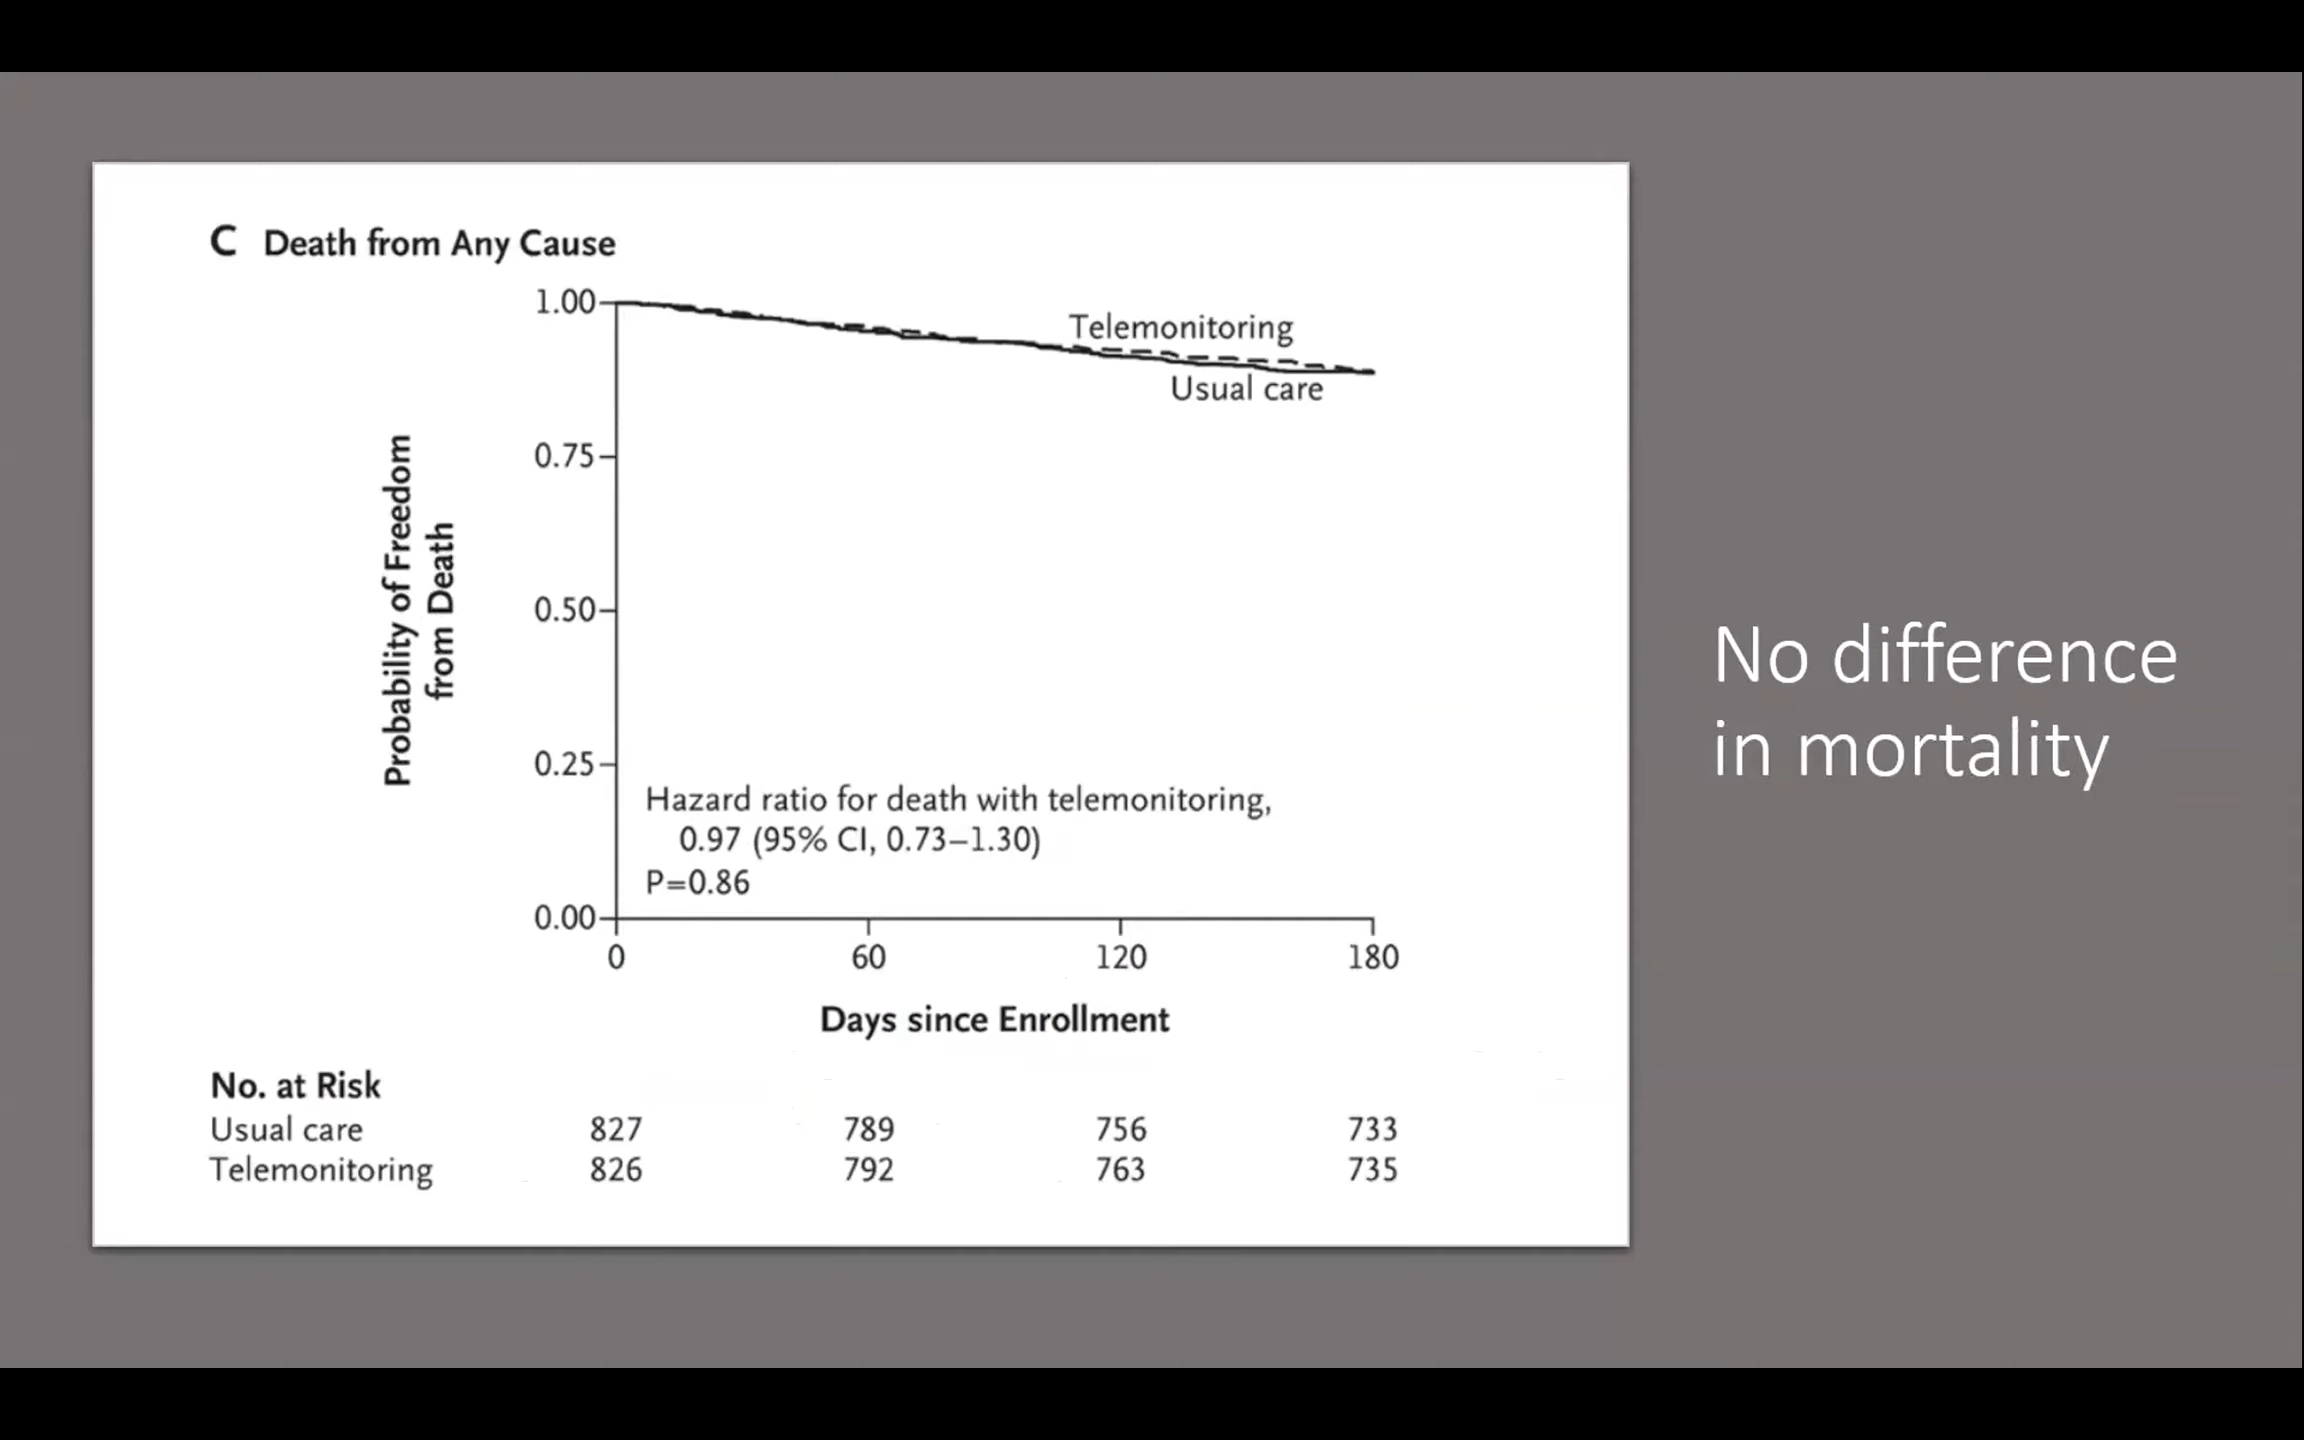 C Death from Any Cause
1.00
0.75
0.50
0.25
0.00
Probability of Freedom
from Death
Telemonitoring
Usual care
Hazard ratio for death with telemonitoring,
0.97 (95% CI, 0.73–1.30)
P=0.86
0 60 120 180
Days since Enrollment
No. at Risk
Usual care 827 789 756 733
Telemonitoring 826 792 763 735
No difference
in mortality